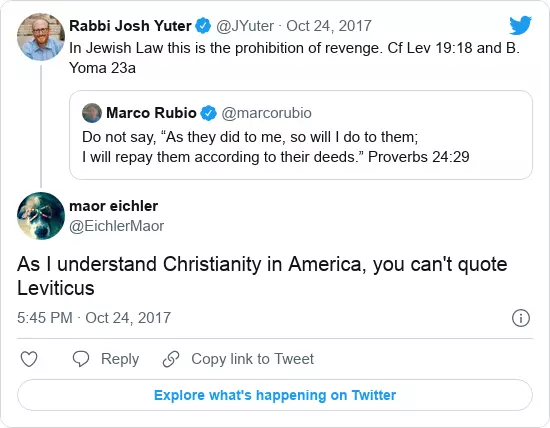 Rabbi Josh Yuter @JYuter · Oct 24, 2017
In Jewish Law this is the prohibition of revenge. Cf Lev 19:18 and B.
Yoma 23a
Marco Rubio @marcorubio
Do not say, “As they did to me, so will I do to them;
I will repay them according to their deeds.” Proverbs 24:29
maor eichler
@EichlerMaor
As I understand Christianity in America, you can't quote
Leviticus
5:45 PM · Oct 24, 2017
Reply Copy link to Tweet
Explore what's happening on Twitter